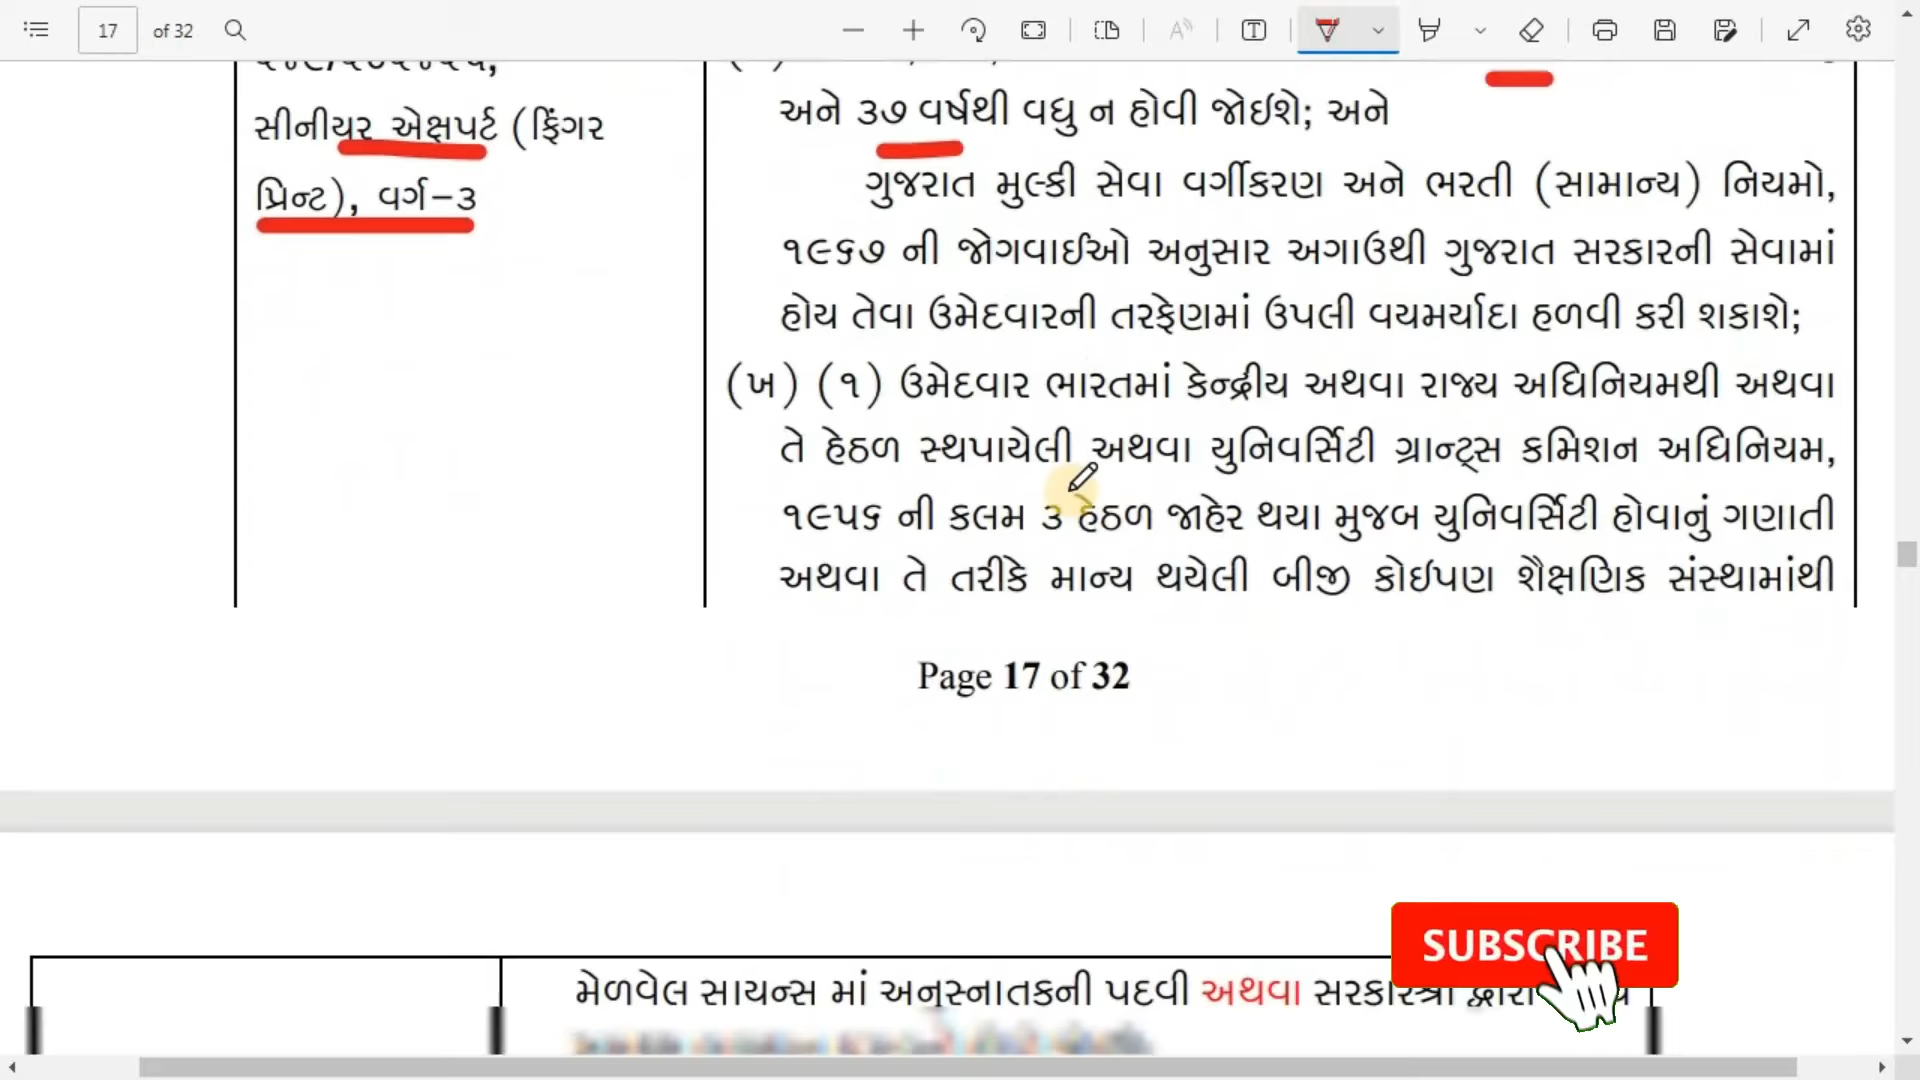 17 of 32
સીનીયર એક્ષપર્ટ (ફિંગર
પ્રિન્ટ), વર્ગ-૩
અને ૩૭ વર્ષથી વધુ ન હોવી જોઈશે; અને
ગુજરાત મુલ્કી સેવા વર્ગીકરણ અને ભરતી (સામાન્ય) નિયમો,
૧૯૬૭ ની જોગવાઈઓ અનુસાર અગાઉથી ગુજરાત સરકારની સેવામાં
હોય તેવા ઉમેદવારની તરફેણમાં ઉપલી વયમર્યાદા હળવી કરી શકાશે;
(ખ) (૧) ઉમેદવાર ભારતમાં કેન્દ્રીય અથવા રાજ્ય અધિનિયમથી અથવા
તે હેઠળ સ્થપાયેલી અથવા યુનિવર્સિટી ગ્રાન્ટ્સ કમિશન અધિનિયમ,
૧૯૫૬ ની કલમ ૩ હેઠળ જાહેર થયા મુજબ યુનિવર્સિટી હોવાનું ગણાતી
અથવા તે તરીકે માન્ય થયેલી બીજી કોઈપણ શૈક્ષણિક સંસ્થામાંથી
Page 17 of 32
મેળવેલ સાયન્સ માં અનુસ્નાતકની પદવી અથવા સરકારશ્રી દ્વારા
SUBSCRIBE